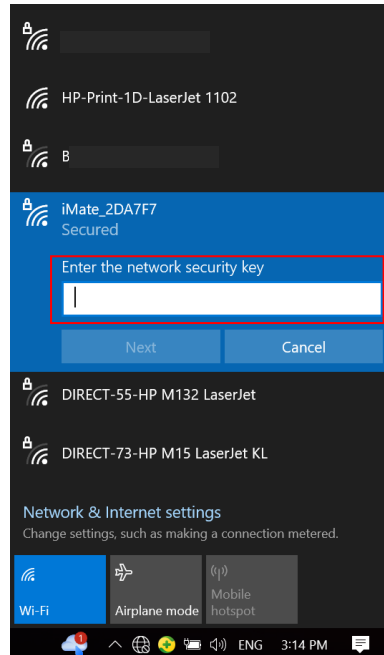 HP-Print-1D-LaserJet 1102
B
iMate_2DA7F7
Secured
Enter the network security key
Next Cancel
DIRECT-55-HP M132 LaserJet
DIRECT-73-HP M15 LaserJet KL
Network & Internet settings
Change settings, such as making a connection metered.
Wi-Fi Airplane mode Mobile hotspot
1 ENG 3:14 PM